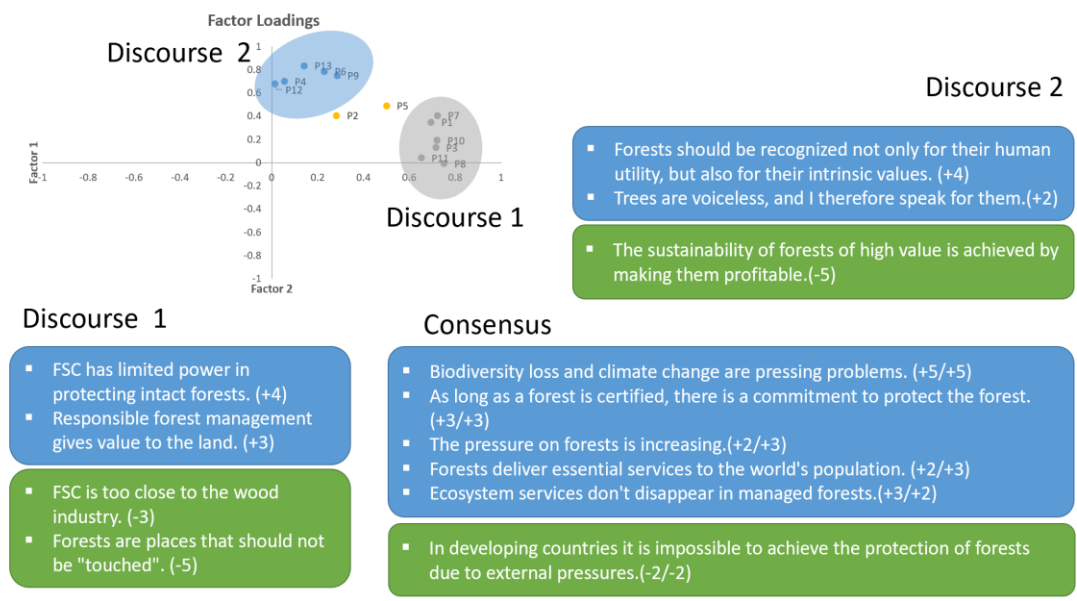 Factor Loadings
Discourse 2
1
0.8
0.6
0.4
0.2
0
-0.2
-0.4
-0.6
-0.8
-1
-1
-0.8
-0.6
-0.4
-0.2
0
0.2
0.4
0.6
0.8
1
P13
P6
P9
P4
P12
P5
P2
P7
P1
P10
P3
P11
P8
Factor 1
Factor 2
Discourse 1
Discourse 2
▪ Forests should be recognized not only for their human
utility, but also for their intrinsic values. (+4)
▪ Trees are voiceless, and I therefore speak for them.(+2)
▪ The sustainability of forests of high value is achieved by
making them profitable.(-5)
Discourse 1
▪ FSC has limited power in
protecting intact forests. (+4)
▪ Responsible forest management
gives value to the land. (+3)
▪ FSC is too close to the wood
industry. (-3)
▪ Forests are places that should not
be "touched". (-5)
Consensus
▪ Biodiversity loss and climate change are pressing problems. (+5/+5)
▪ As long as a forest is certified, there is a commitment to protect the forest.
(+3/+3)
▪ The pressure on forests is increasing.(+2/+3)
▪ Forests deliver essential services to the world's population. (+2/+3)
▪ Ecosystem services don't disappear in managed forests.(+3/+2)
▪ In developing countries it is impossible to achieve the protection of forests
due to external pressures.(-2/-2)